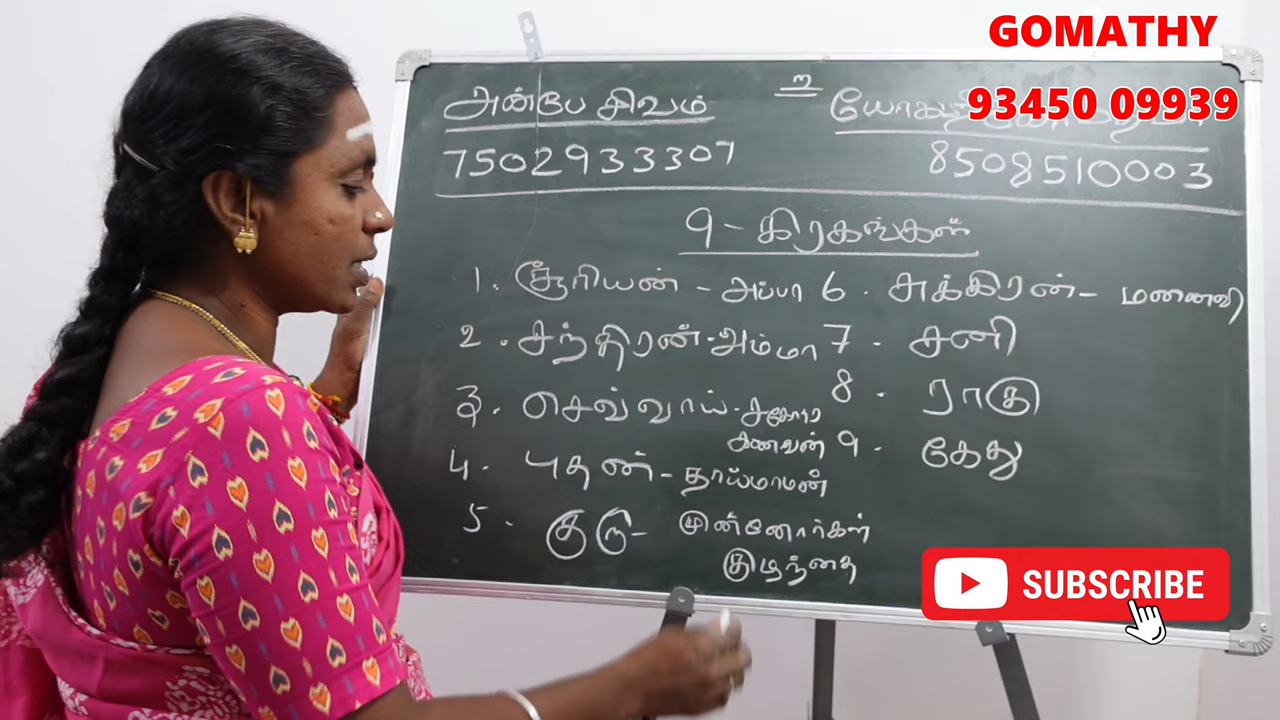 GOMATHY
93450 09939
அன்பே சிவம்
உ
7502933307
8508510003
9 - கிரகங்கள்
1. சூரியன் - அப்பா
2. சந்திரன் - அம்மா
3. செவ்வாய் - சகோதர
கணவன்
4. புதன் - தாய்மாமன்
5. குரு - முன்னோர்கள்
குழந்தை
6. சுக்கிரன் - மனைவி
7. சனி
8. ராகு
9. கேது
SUBSCRIBE